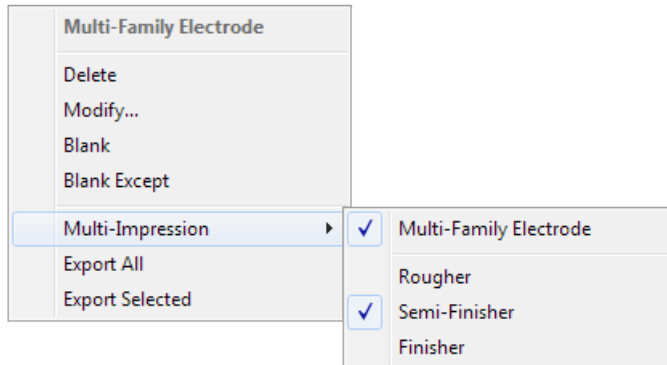 Multi-Family Electrode
Delete
Modify...
Blank
Blank Except
Multi-Impression
Export All
Export Selected
Multi-Family Electrode
Rougher
Semi-Finisher
Finisher